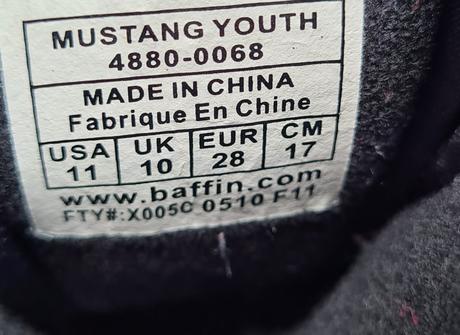 MUSTANG YOUTH
4880-0068
MADE IN CHINA
Fabrique En Chine
USA UK EUR CM
11 10 28 17
www.baffin.com
FTY#:X005C 0510 F11